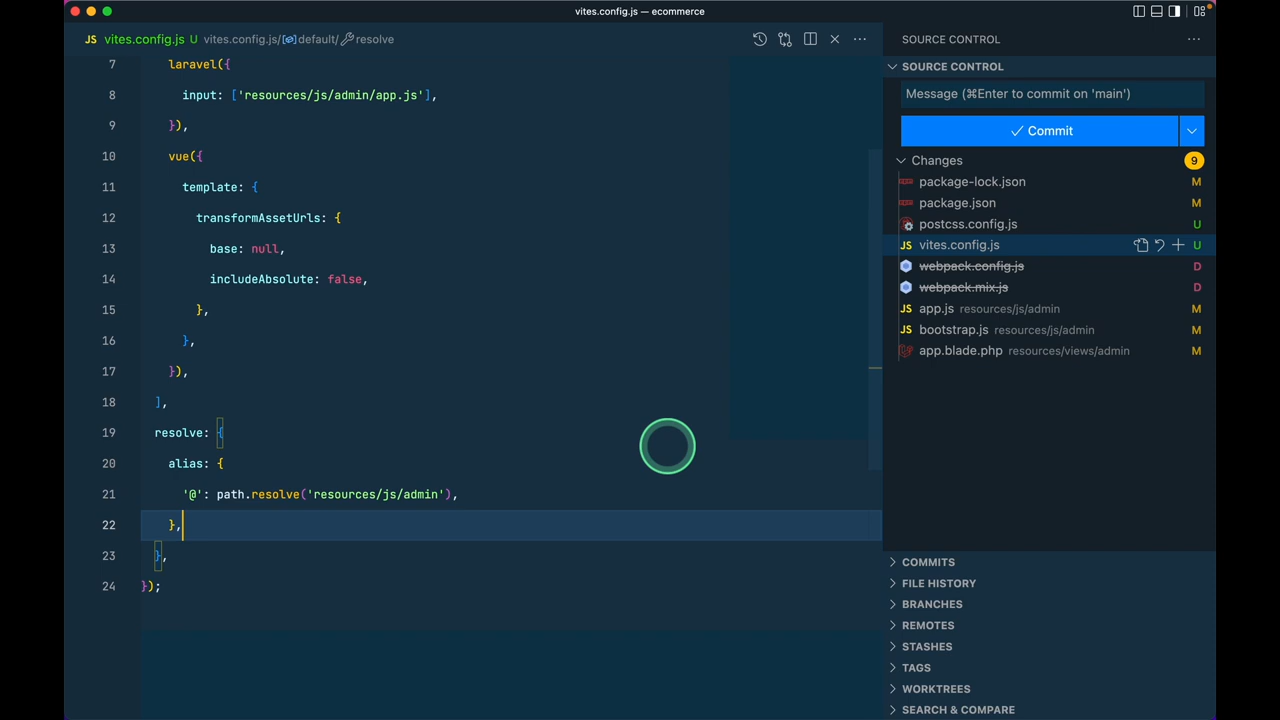 vites.config.js — ecommerce
JS vites.config.js U vites.config.js/default/resolve
7 laravel({
8 input: ['resources/js/admin/app.js'],
9 }),
10 vue({
11 template: {
12 transformAssetUrls: {
13 base: null,
14 includeAbsolute: false,
15 },
16 },
17 }),
18 ],
19 resolve: {
20 alias: {
21 '@': path.resolve('resources/js/admin'),
22 },
23 },
24 });
SOURCE CONTROL
SOURCE CONTROL
Message (⌘Enter to commit on 'main')
Commit
Changes 9
package-lock.json M
package.json M
postcss.config.js U
JS vites.config.js U
webpack.config.js D
webpack.mix.js D
JS app.js resources/js/admin M
JS bootstrap.js resources/js/admin M
app.blade.php resources/views/admin M
COMMITS
FILE HISTORY
BRANCHES
REMOTES
STASHES
TAGS
WORKTREES
SEARCH & COMPARE